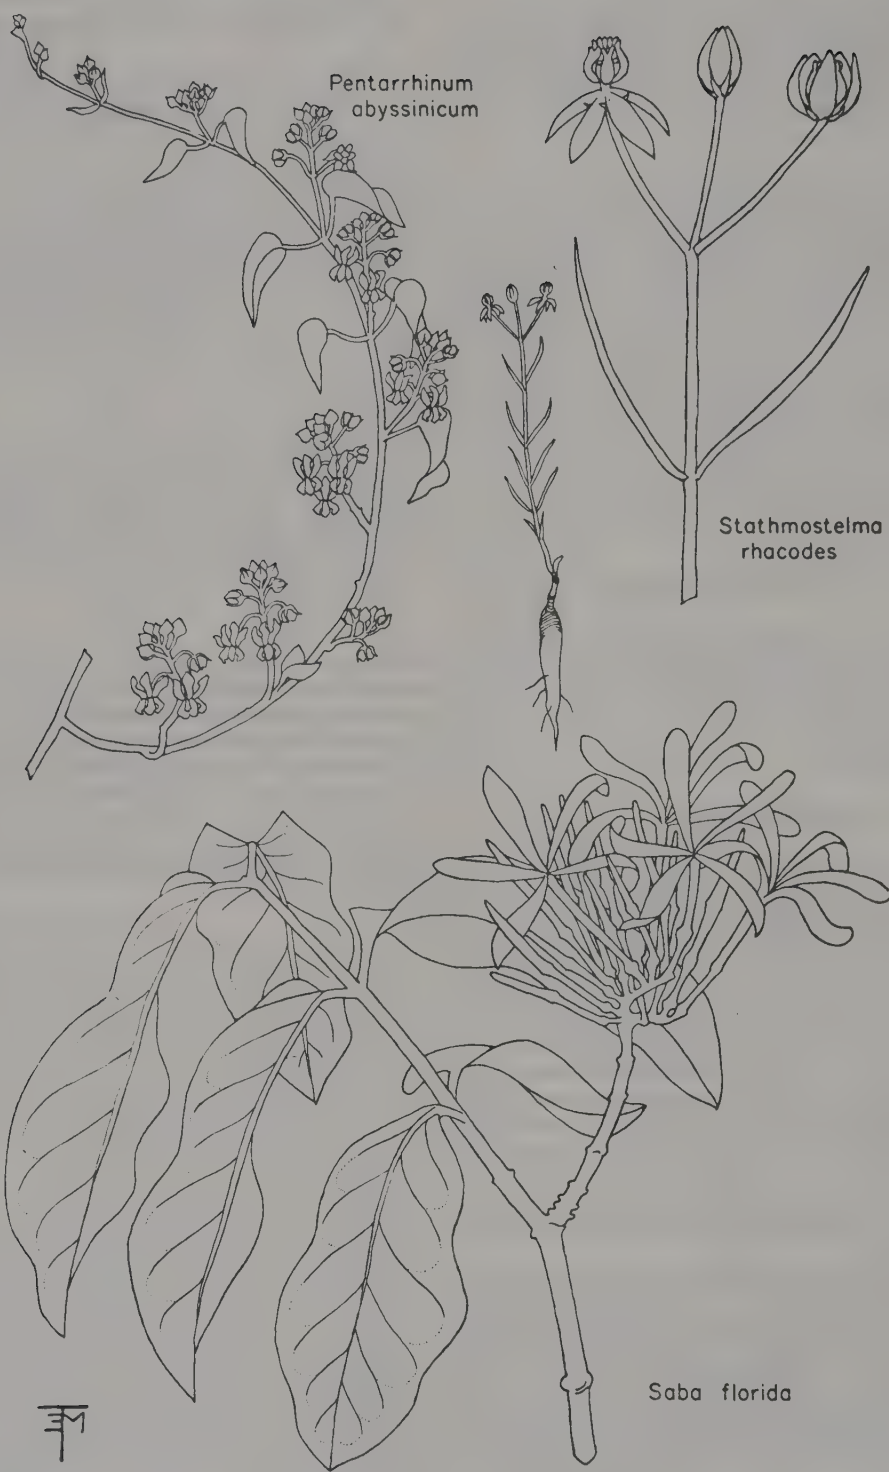 Pentarrhinum
abyssinicum
Stathmostelma
rhacodes
Saba florida